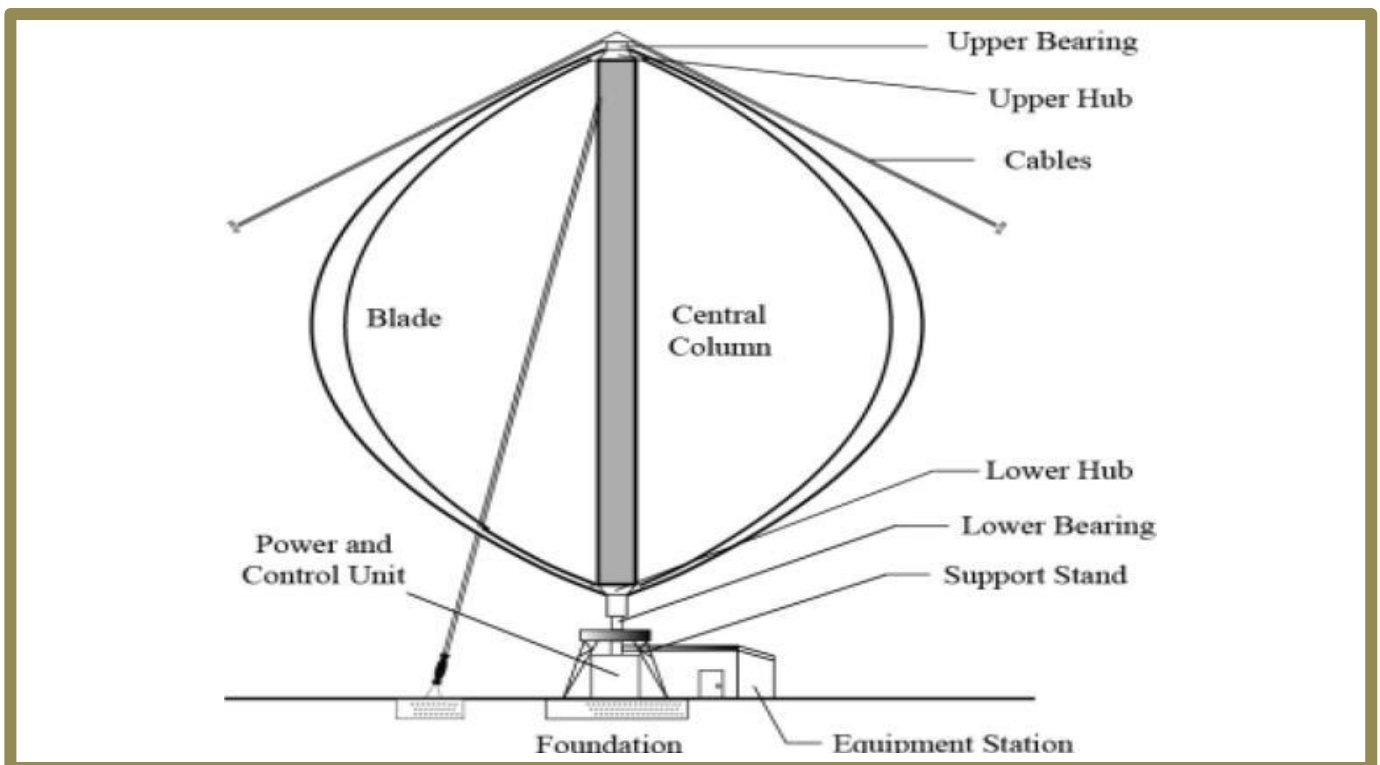 Upper Bearing
Upper Hub
Cables
Blade
Central
Column
Lower Hub
Lower Bearing
Power and
Control Unit
Support Stand
Foundation
Equipment Station